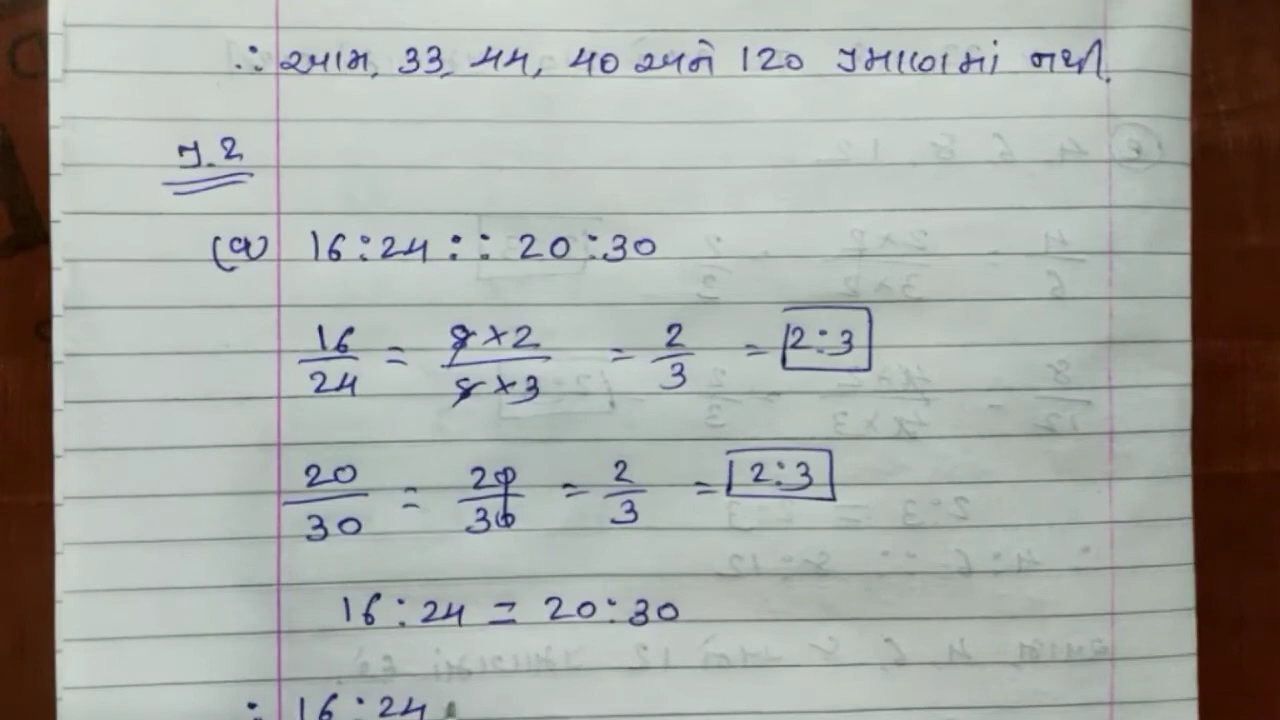 ∴ આમ, 33, 44, 40 અને 120 પ્રમાણમાં નથી.
પ્ર.2
(અ) 16:24 :: 20:30
16/24 = 8×2/8×3 = 2/3 = 2:3
20/30 = 20/30 = 2/3 = 2:3
16:24 = 20:30
∴ 16:24